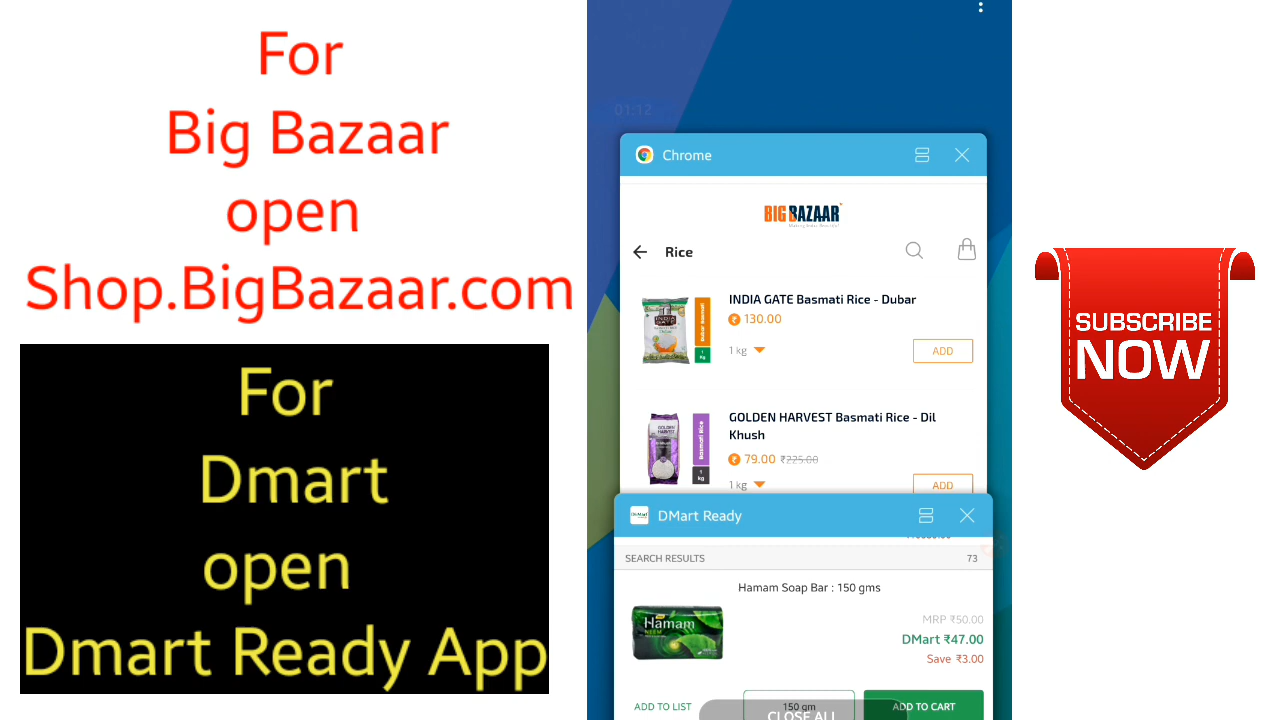 For
Big Bazaar
open
Shop.BigBazaar.com
For
Dmart
open
Dmart Ready App
01:12
Chrome
BIG BAZAAR
Rice
INDIA GATE Basmati Rice - Dubar
₹ 130.00
1 kg
ADD
GOLDEN HARVEST Basmati Rice - Dil
Khush
₹ 79.00 ₹225.00
1 kg
ADD
DMart Ready
SEARCH RESULTS 73
Hamam Soap Bar : 150 gms
Hamam
NEEM
MRP ₹50.00
DMart ₹47.00
Save ₹3.00
ADD TO LIST
150 gm
ADD TO CART
CLOSE ALL
SUBSCRIBE
NOW